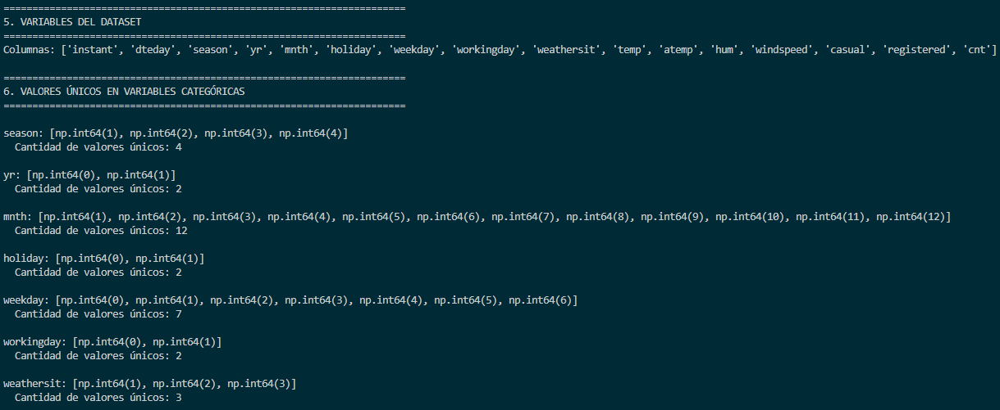 ======================================================================
5. VARIABLES DEL DATASET
======================================================================
Columnas: ['instant', 'dteday', 'season', 'yr', 'mnth', 'holiday', 'weekday', 'workingday', 'weathersit', 'temp', 'atemp', 'hum', 'windspeed', 'casual', 'registered', 'cnt']
======================================================================
6. VALORES ÚNICOS EN VARIABLES CATEGÓRICAS
======================================================================
season: [np.int64(1), np.int64(2), np.int64(3), np.int64(4)]
  Cantidad de valores únicos: 4
yr: [np.int64(0), np.int64(1)]
  Cantidad de valores únicos: 2
mnth: [np.int64(1), np.int64(2), np.int64(3), np.int64(4), np.int64(5), np.int64(6), np.int64(7), np.int64(8), np.int64(9), np.int64(10), np.int64(11), np.int64(12)]
  Cantidad de valores únicos: 12
holiday: [np.int64(0), np.int64(1)]
  Cantidad de valores únicos: 2
weekday: [np.int64(0), np.int64(1), np.int64(2), np.int64(3), np.int64(4), np.int64(5), np.int64(6)]
  Cantidad de valores únicos: 7
workingday: [np.int64(0), np.int64(1)]
  Cantidad de valores únicos: 2
weathersit: [np.int64(1), np.int64(2), np.int64(3)]
  Cantidad de valores únicos: 3